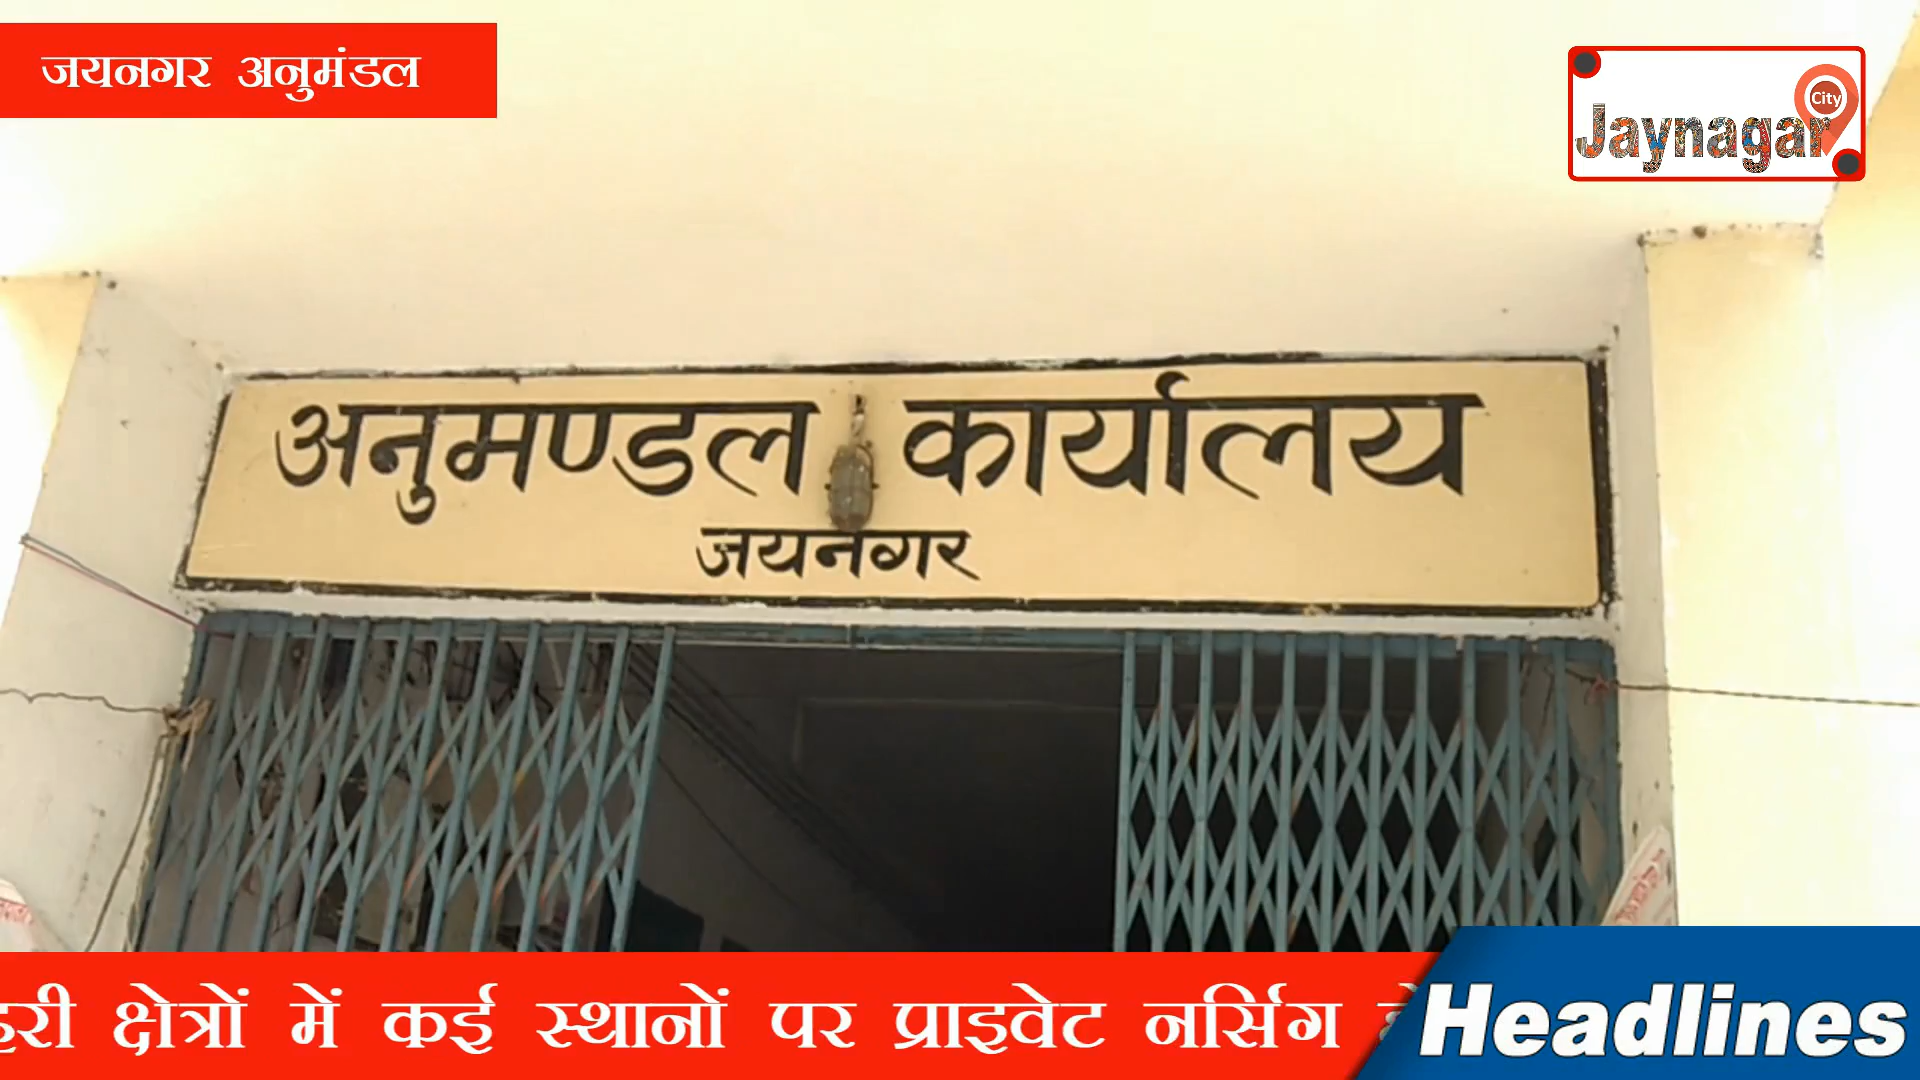 जयनगर अनुमंडल
City
Jaynagar
अनुमण्डल कार्यालय
जयनगर
क्षेत्रों में कई स्थानों पर प्राइवेट नर्सिंग
Headlines